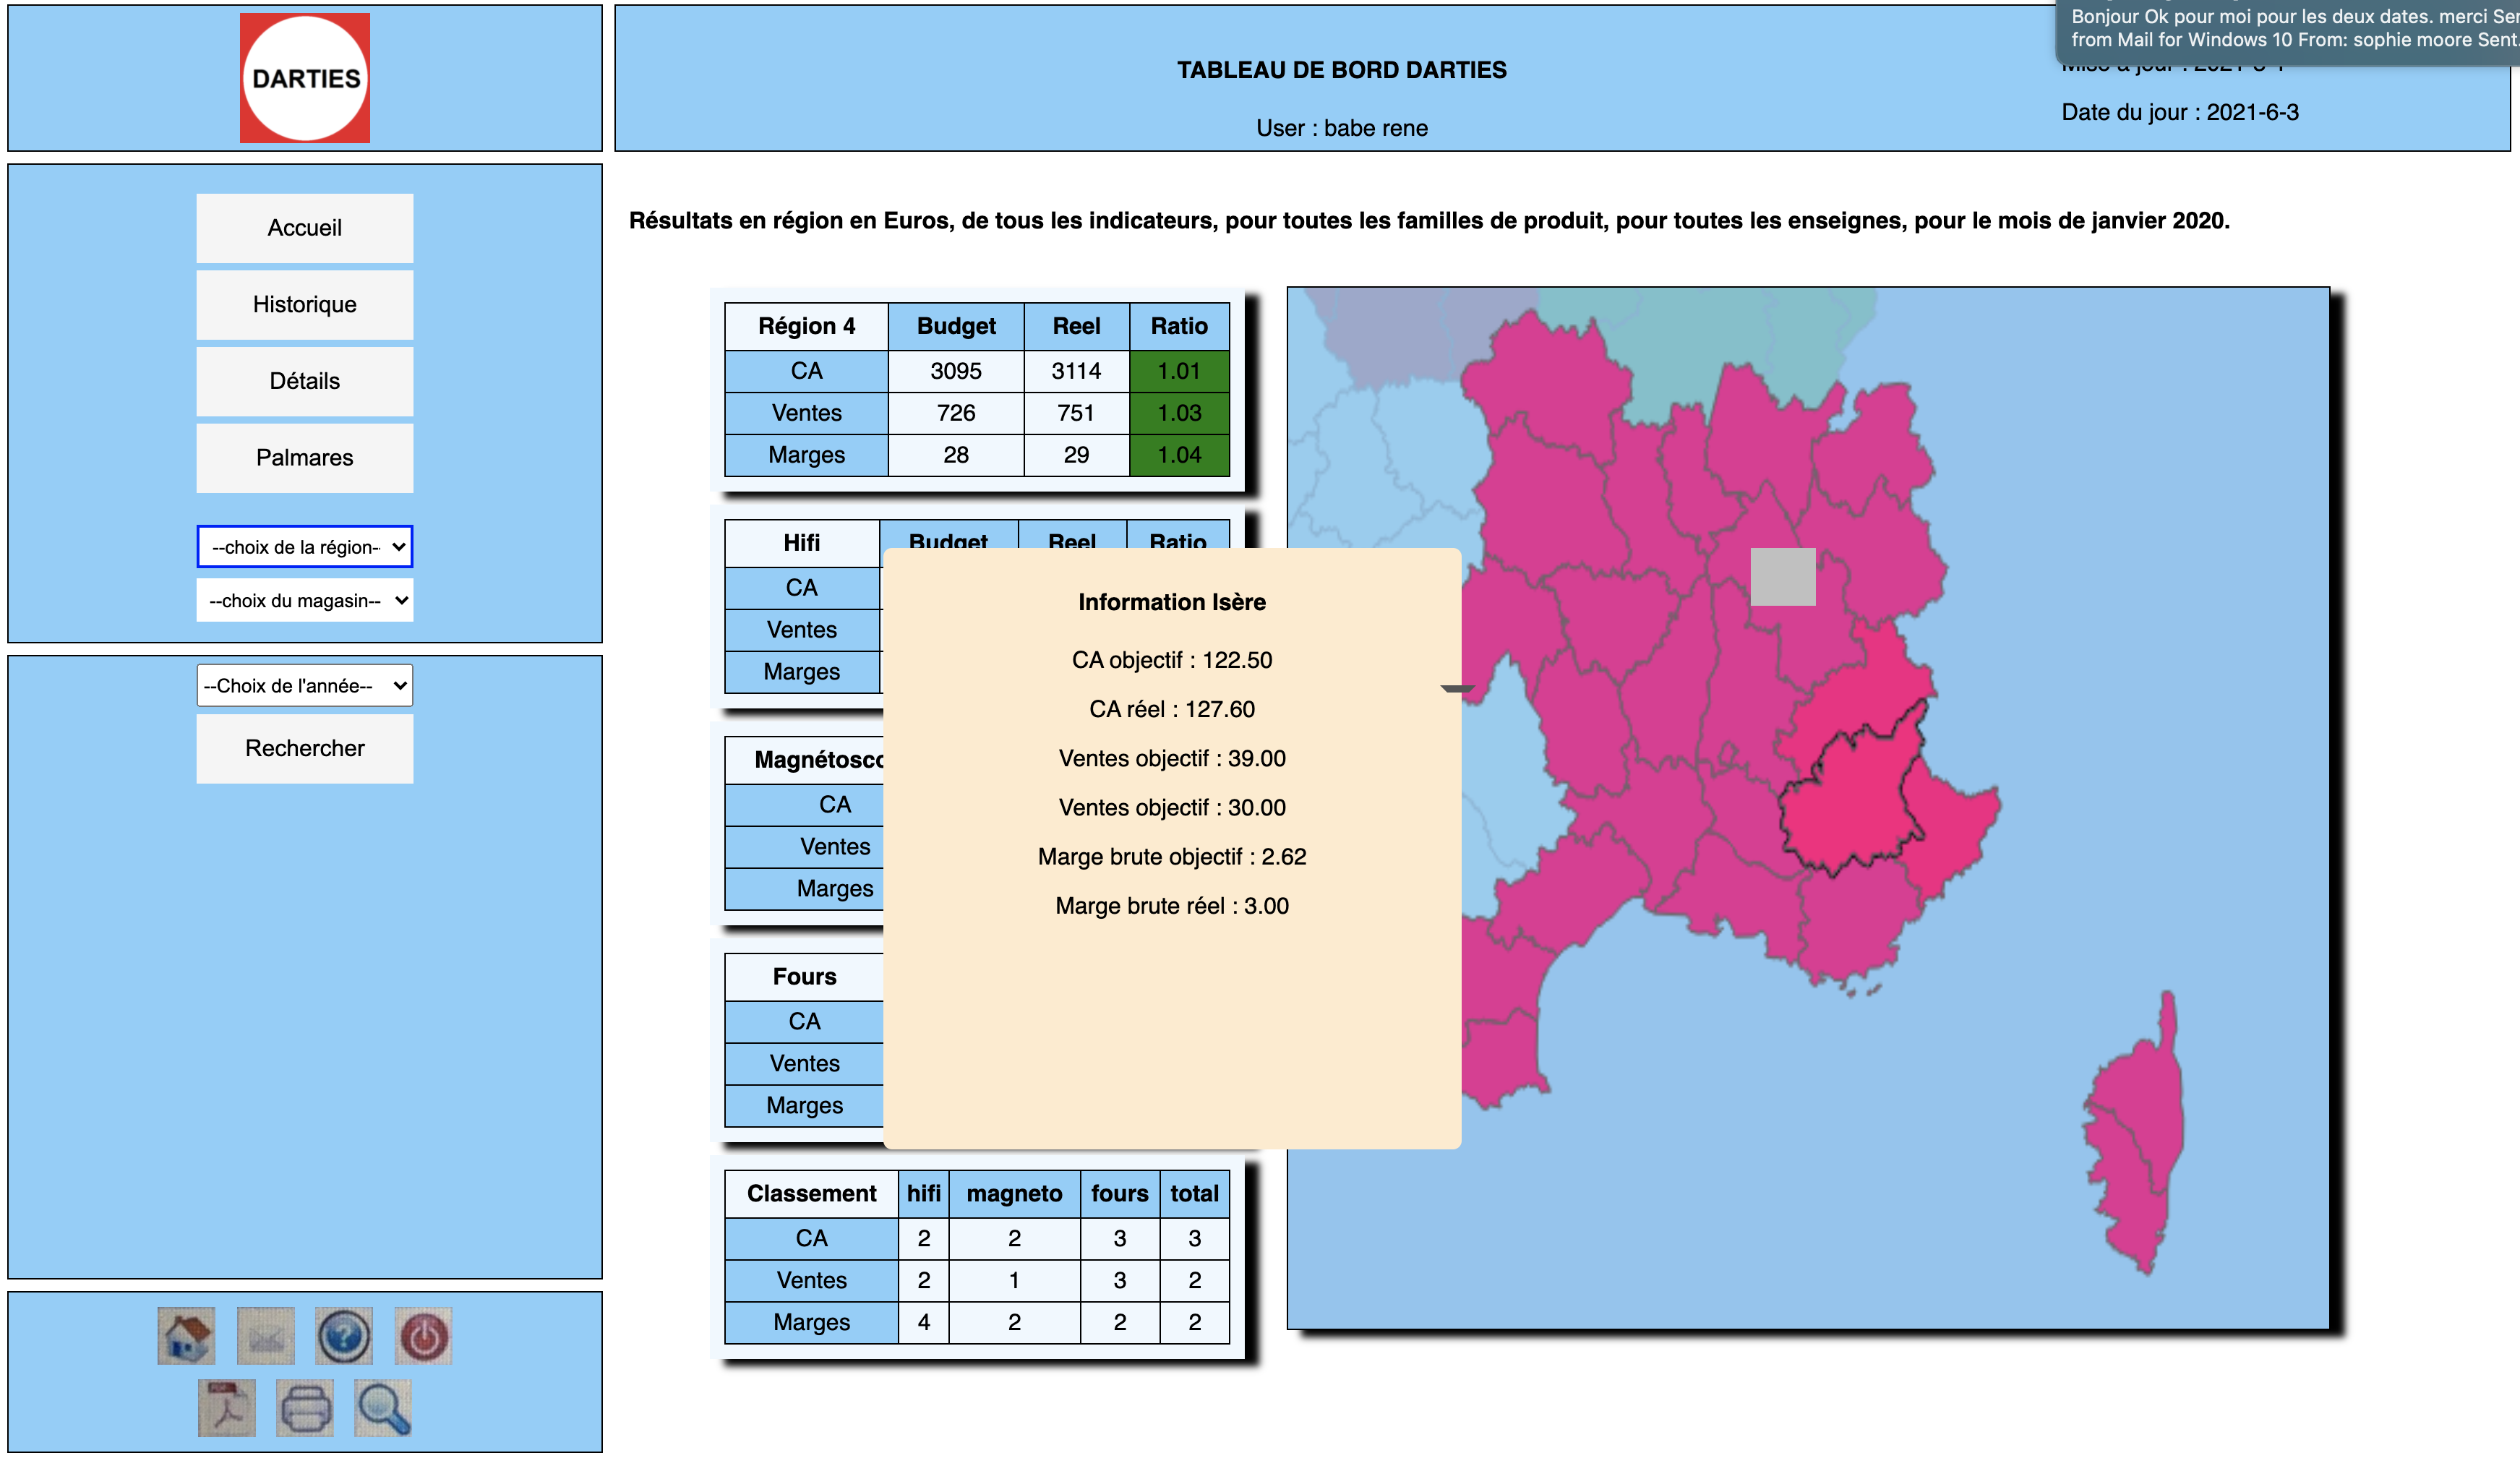 DARTIES
TABLEAU DE BORD DARTIES
User : babe rene
Bonjour Ok pour moi pour les deux dates. merci
from Mail for Windows 10 From: sophie moore Sent
Date du jour : 2021-6-3
Accueil
Historique
Détails
Palmares
--choix de la région-
--choix du magasin--
--Choix de l'année--
Rechercher
Résultats en région en Euros, de tous les indicateurs, pour toutes les familles de produit, pour toutes les enseignes, pour le mois de janvier 2020.
Région 4 Budget Reel Ratio
CA 3095 3114 1.01
Ventes 726 751 1.03
Marges 28 29 1.04
Hifi Budget Reel Ratio
CA
Ventes
Marges
Magnétosc
CA
Ventes
Marges
Fours
CA
Ventes
Marges
Information Isère
CA objectif : 122.50
CA réel : 127.60
Ventes objectif : 39.00
Ventes objectif : 30.00
Marge brute objectif : 2.62
Marge brute réel : 3.00
Classement hifi magneto fours total
CA 2 2 3 3
Ventes 2 1 3 2
Marges 4 2 2 2
PDF